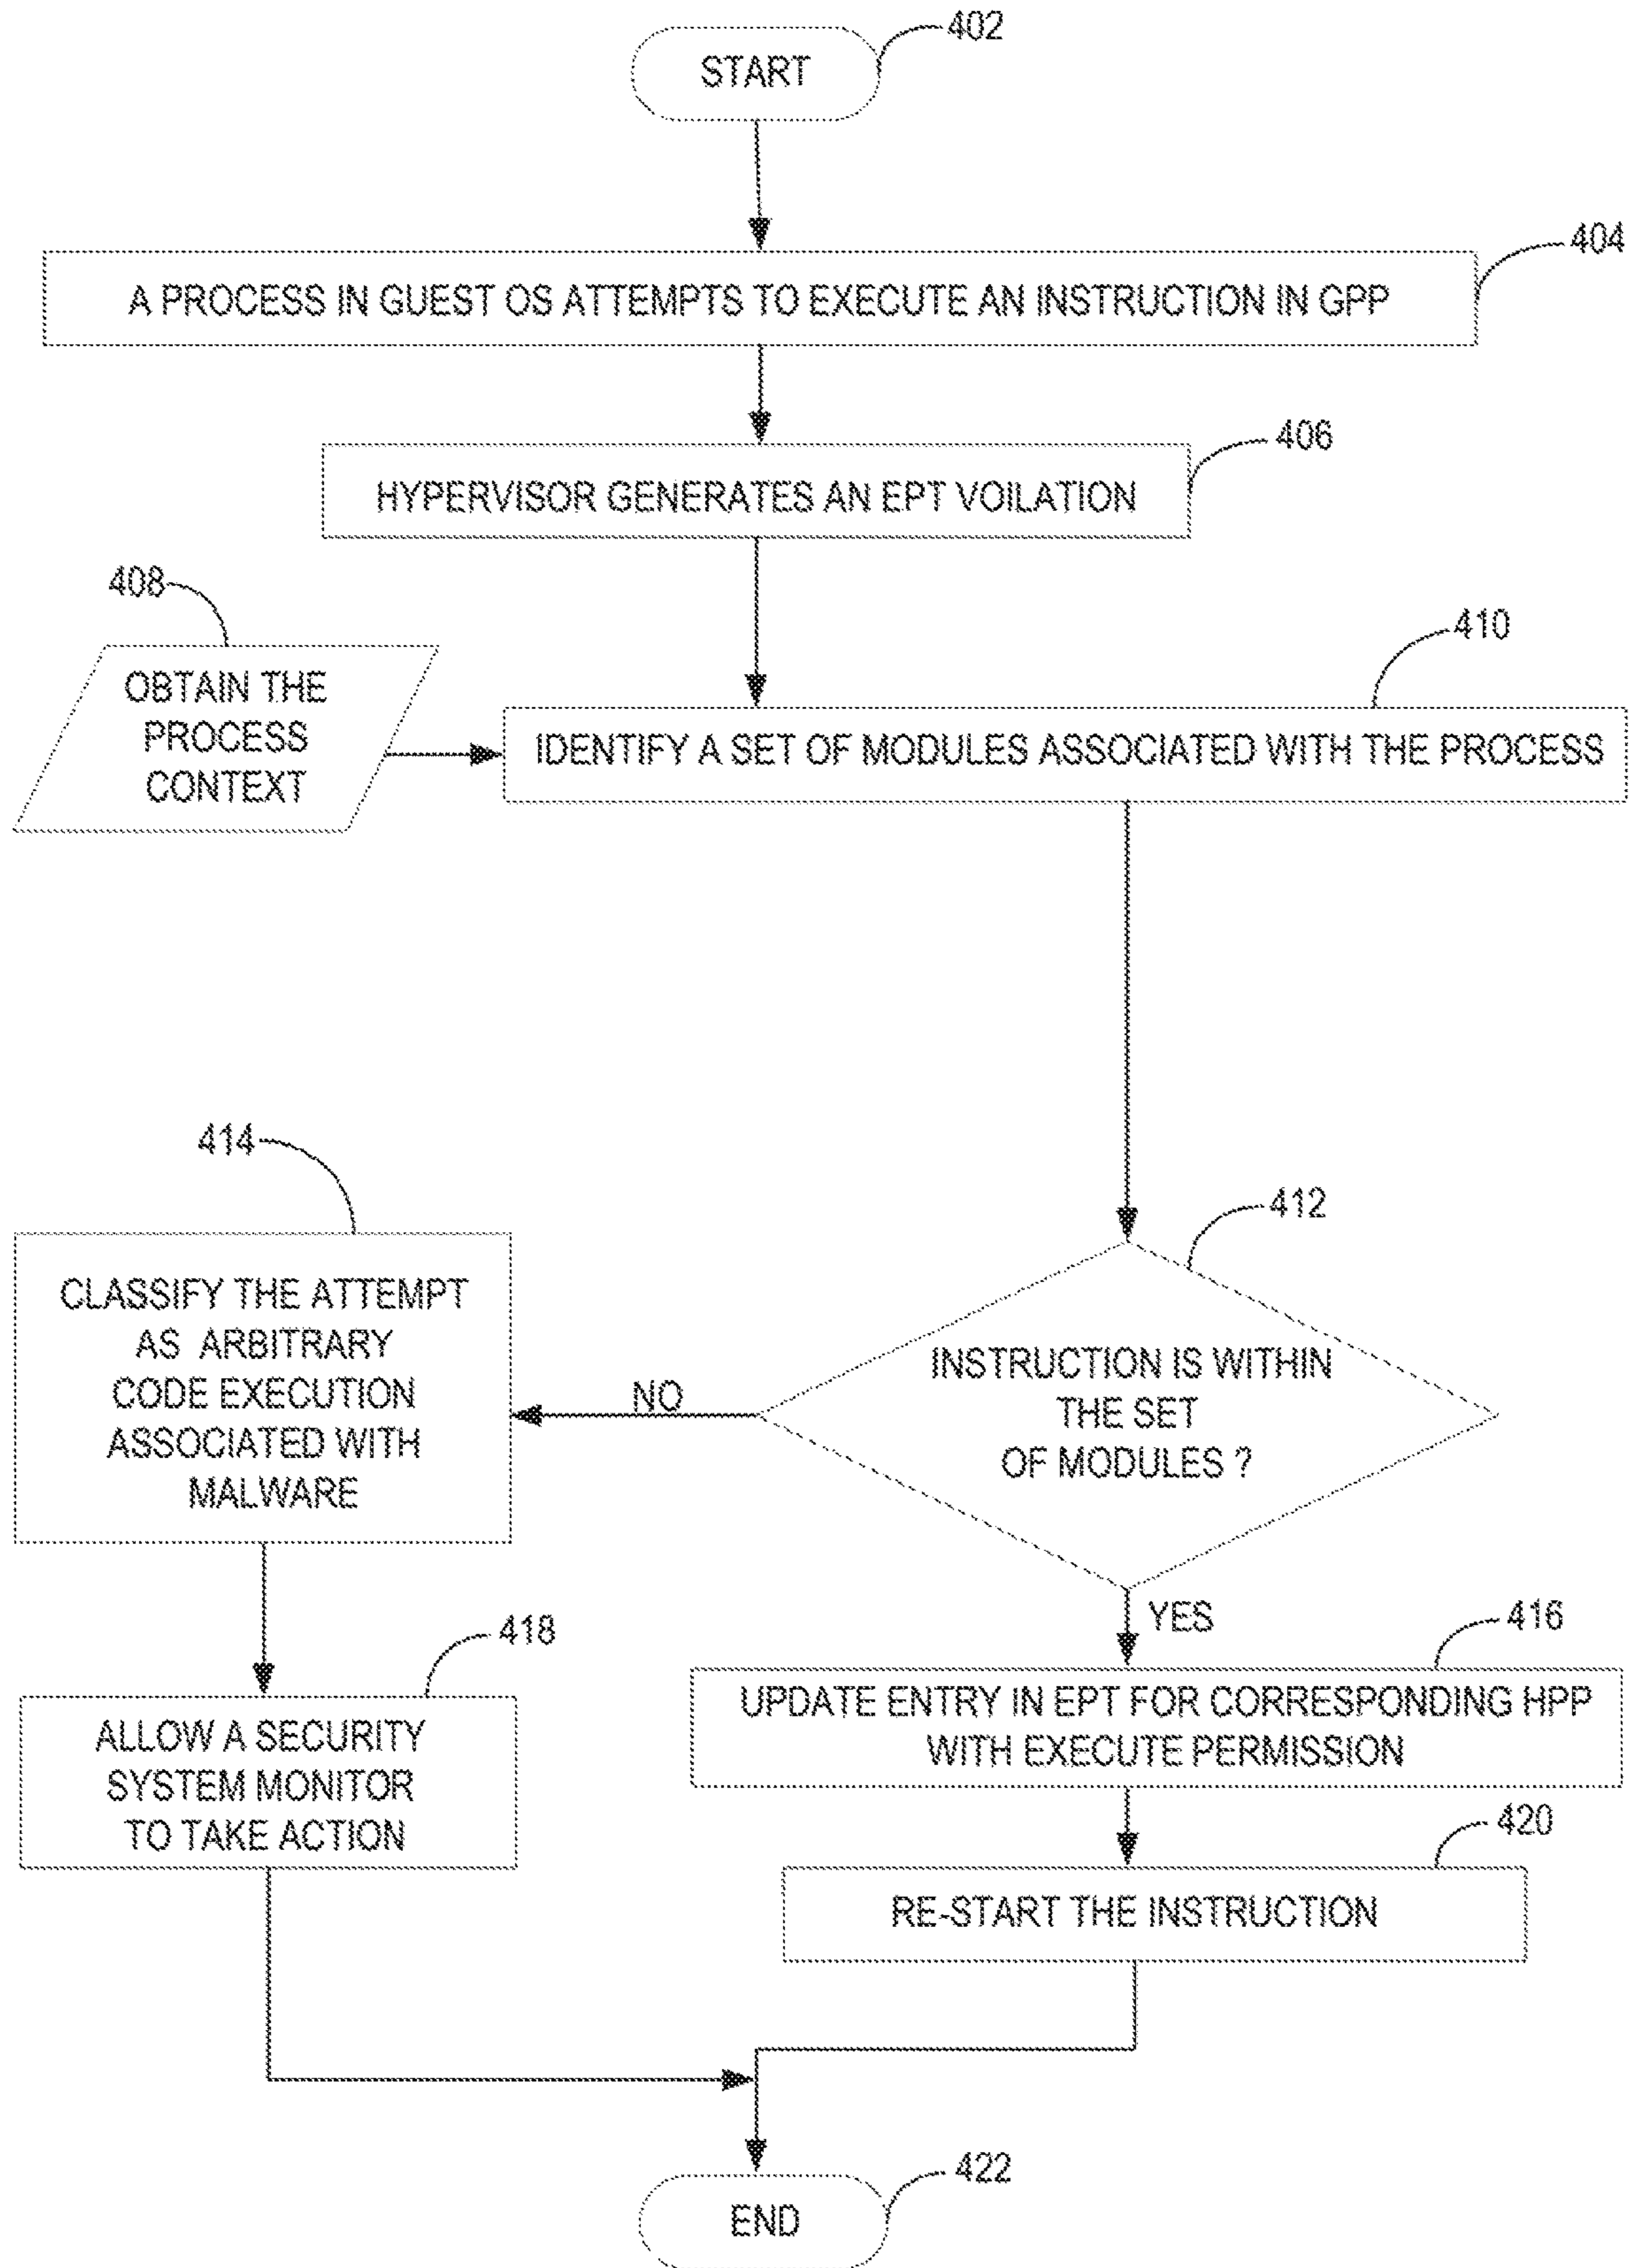 402
START
404
A PROCESS IN GUEST OS ATTEMPTS TO EXECUTE AN INSTRUCTION IN GPP
406
HYPERVISOR GENERATES AN EPT VOILATION
408
OBTAIN THE
PROCESS
CONTEXT
410
IDENTIFY A SET OF MODULES ASSOCIATED WITH THE PROCESS
412
INSTRUCTION IS WITHIN
THE SET
OF MODULES ?
NO
414
CLASSIFY THE ATTEMPT
AS ARBITRARY
CODE EXECUTION
ASSOCIATED WITH
MALWARE
YES
416
UPDATE ENTRY IN EPT FOR CORRESPONDING HPP
WITH EXECUTE PERMISSION
418
ALLOW A SECURITY
SYSTEM MONITOR
TO TAKE ACTION
420
RE-START THE INSTRUCTION
422
END